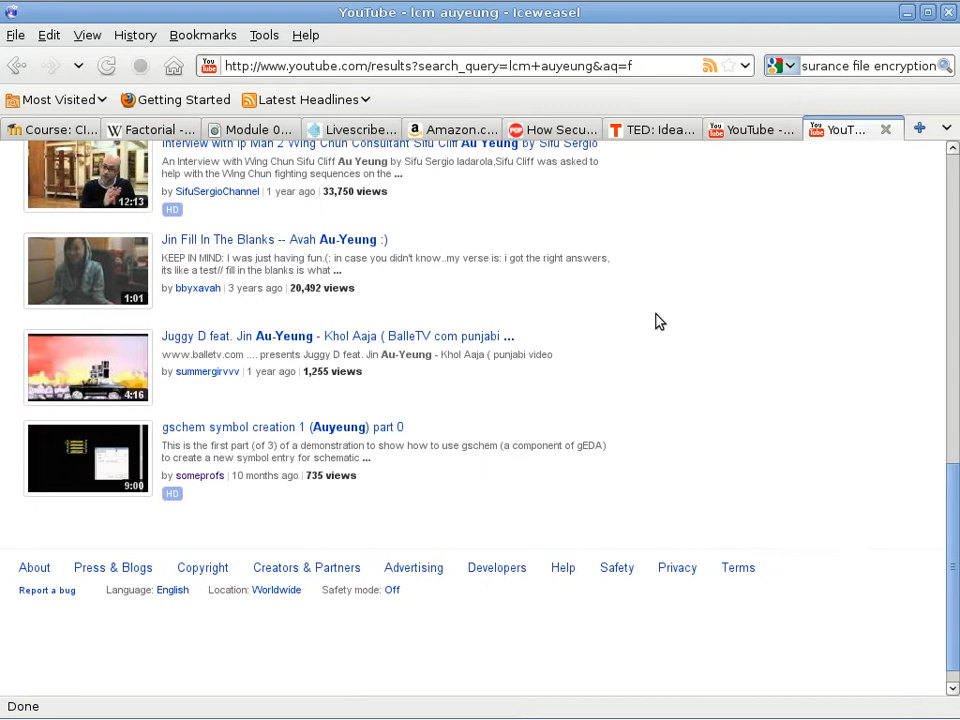 YouTube - lcm auyeung - Iceweasel
File Edit View History Bookmarks Tools Help
You Tube http://www.youtube.com/results?search_query=lcm+auyeung&aq=f surance file encryption
Most Visited Getting Started Latest Headlines
Course: CI... Factorial -... Module 0... Livescribe... Amazon.c... How Secu... TED: Idea... YouTube -... YouT...
Interview with Ip Man 2 Wing Chun Consultant Sifu Cliff Au Yeung by Sifu Sergio
An Interview with Wing Chun Sifu Cliff Au Yeung by Sifu Sergio Iadarola,Sifu Cliff was asked to
help with the Wing Chun fighting sequences on the ...
12:13
by SifuSergioChannel | 1 year ago | 33,750 views
HD
Jin Fill In The Blanks -- Avah Au-Yeung :)
KEEP IN MIND: I was just having fun.(: in case you didn't know..my verse is: i got the right answers,
its like a test// fill in the blanks is what ...
1:01
by bbyxavah | 3 years ago | 20,492 views
Juggy D feat. Jin Au-Yeung - Khol Aaja ( BalleTV com punjabi ...
www.balletv.com .... presents Juggy D feat. Jin Au-Yeung - Khol Aaja ( punjabi video
by summergirvvv | 1 year ago | 1,255 views
4:16
gschem symbol creation 1 (Auyeung) part 0
This is the first part (of 3) of a demonstration to show how to use gschem (a component of gEDA)
to create a new symbol entry for schematic ...
by someprofs | 10 months ago | 735 views
9:00
HD
About Press & Blogs Copyright Creators & Partners Advertising Developers Help Safety Privacy Terms
Report a bug Language: English Location: Worldwide Safety mode: Off
Done